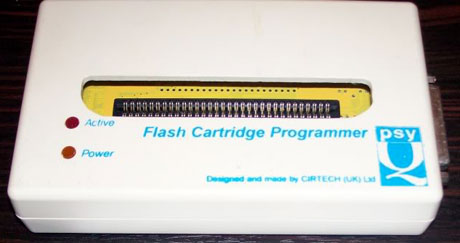 Active
Flash Cartridge Programmer
psy
Q
Power
Designed and made by CIRTECH (UK) Ltd